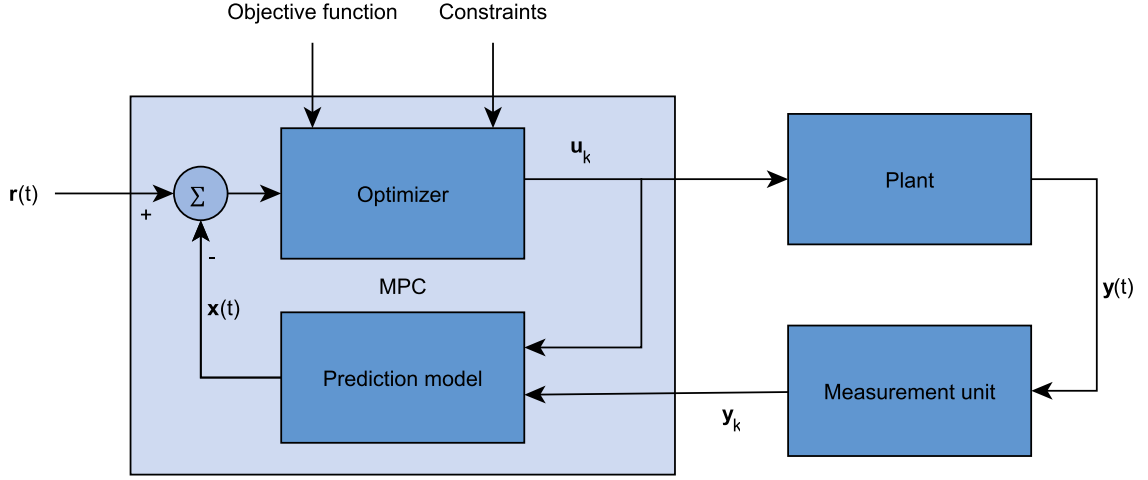 Objective function
Constraints
r(t)
+
Σ
-
Optimizer
u_k
Plant
MPC
x(t)
y(t)
Prediction model
Measurement unit
y_k